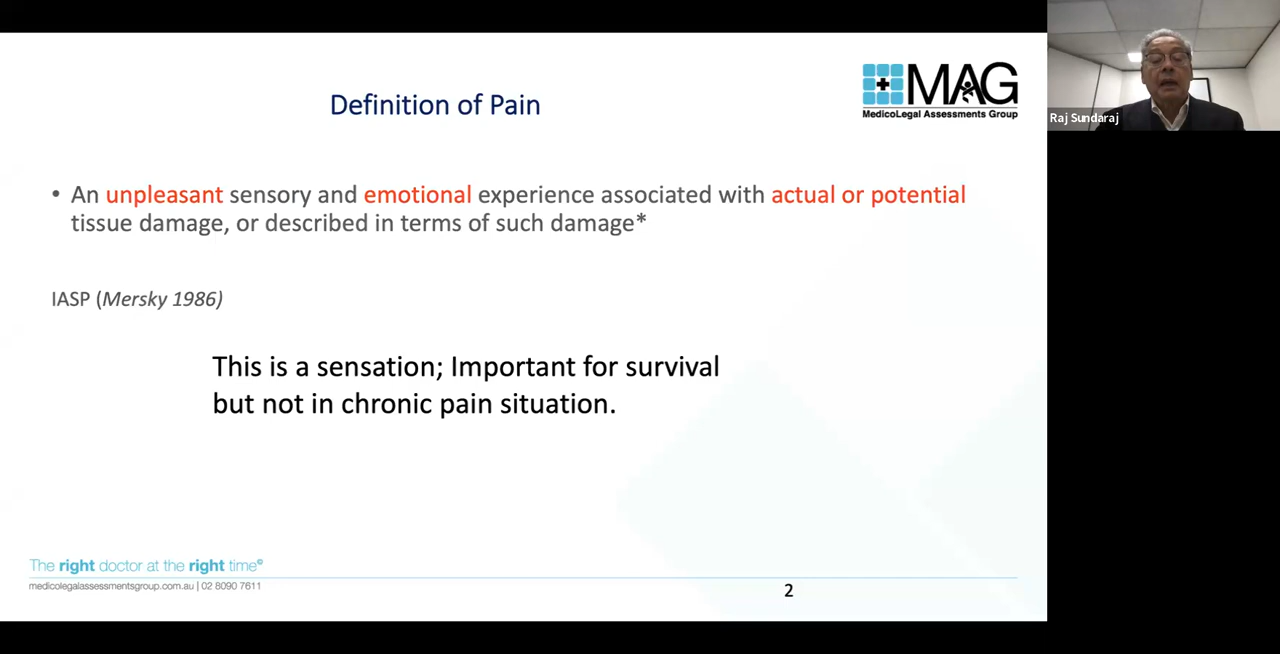 Definition of Pain
MAG
MedicoLegal Assessments Group
Raj Sundaraj
• An unpleasant sensory and emotional experience associated with actual or potential
tissue damage, or described in terms of such damage*
IASP (Mersky 1986)
This is a sensation; Important for survival
but not in chronic pain situation.
The right doctor at the right time©
medicolegalassessmentsgroup.com.au | 02 8090 7611
2